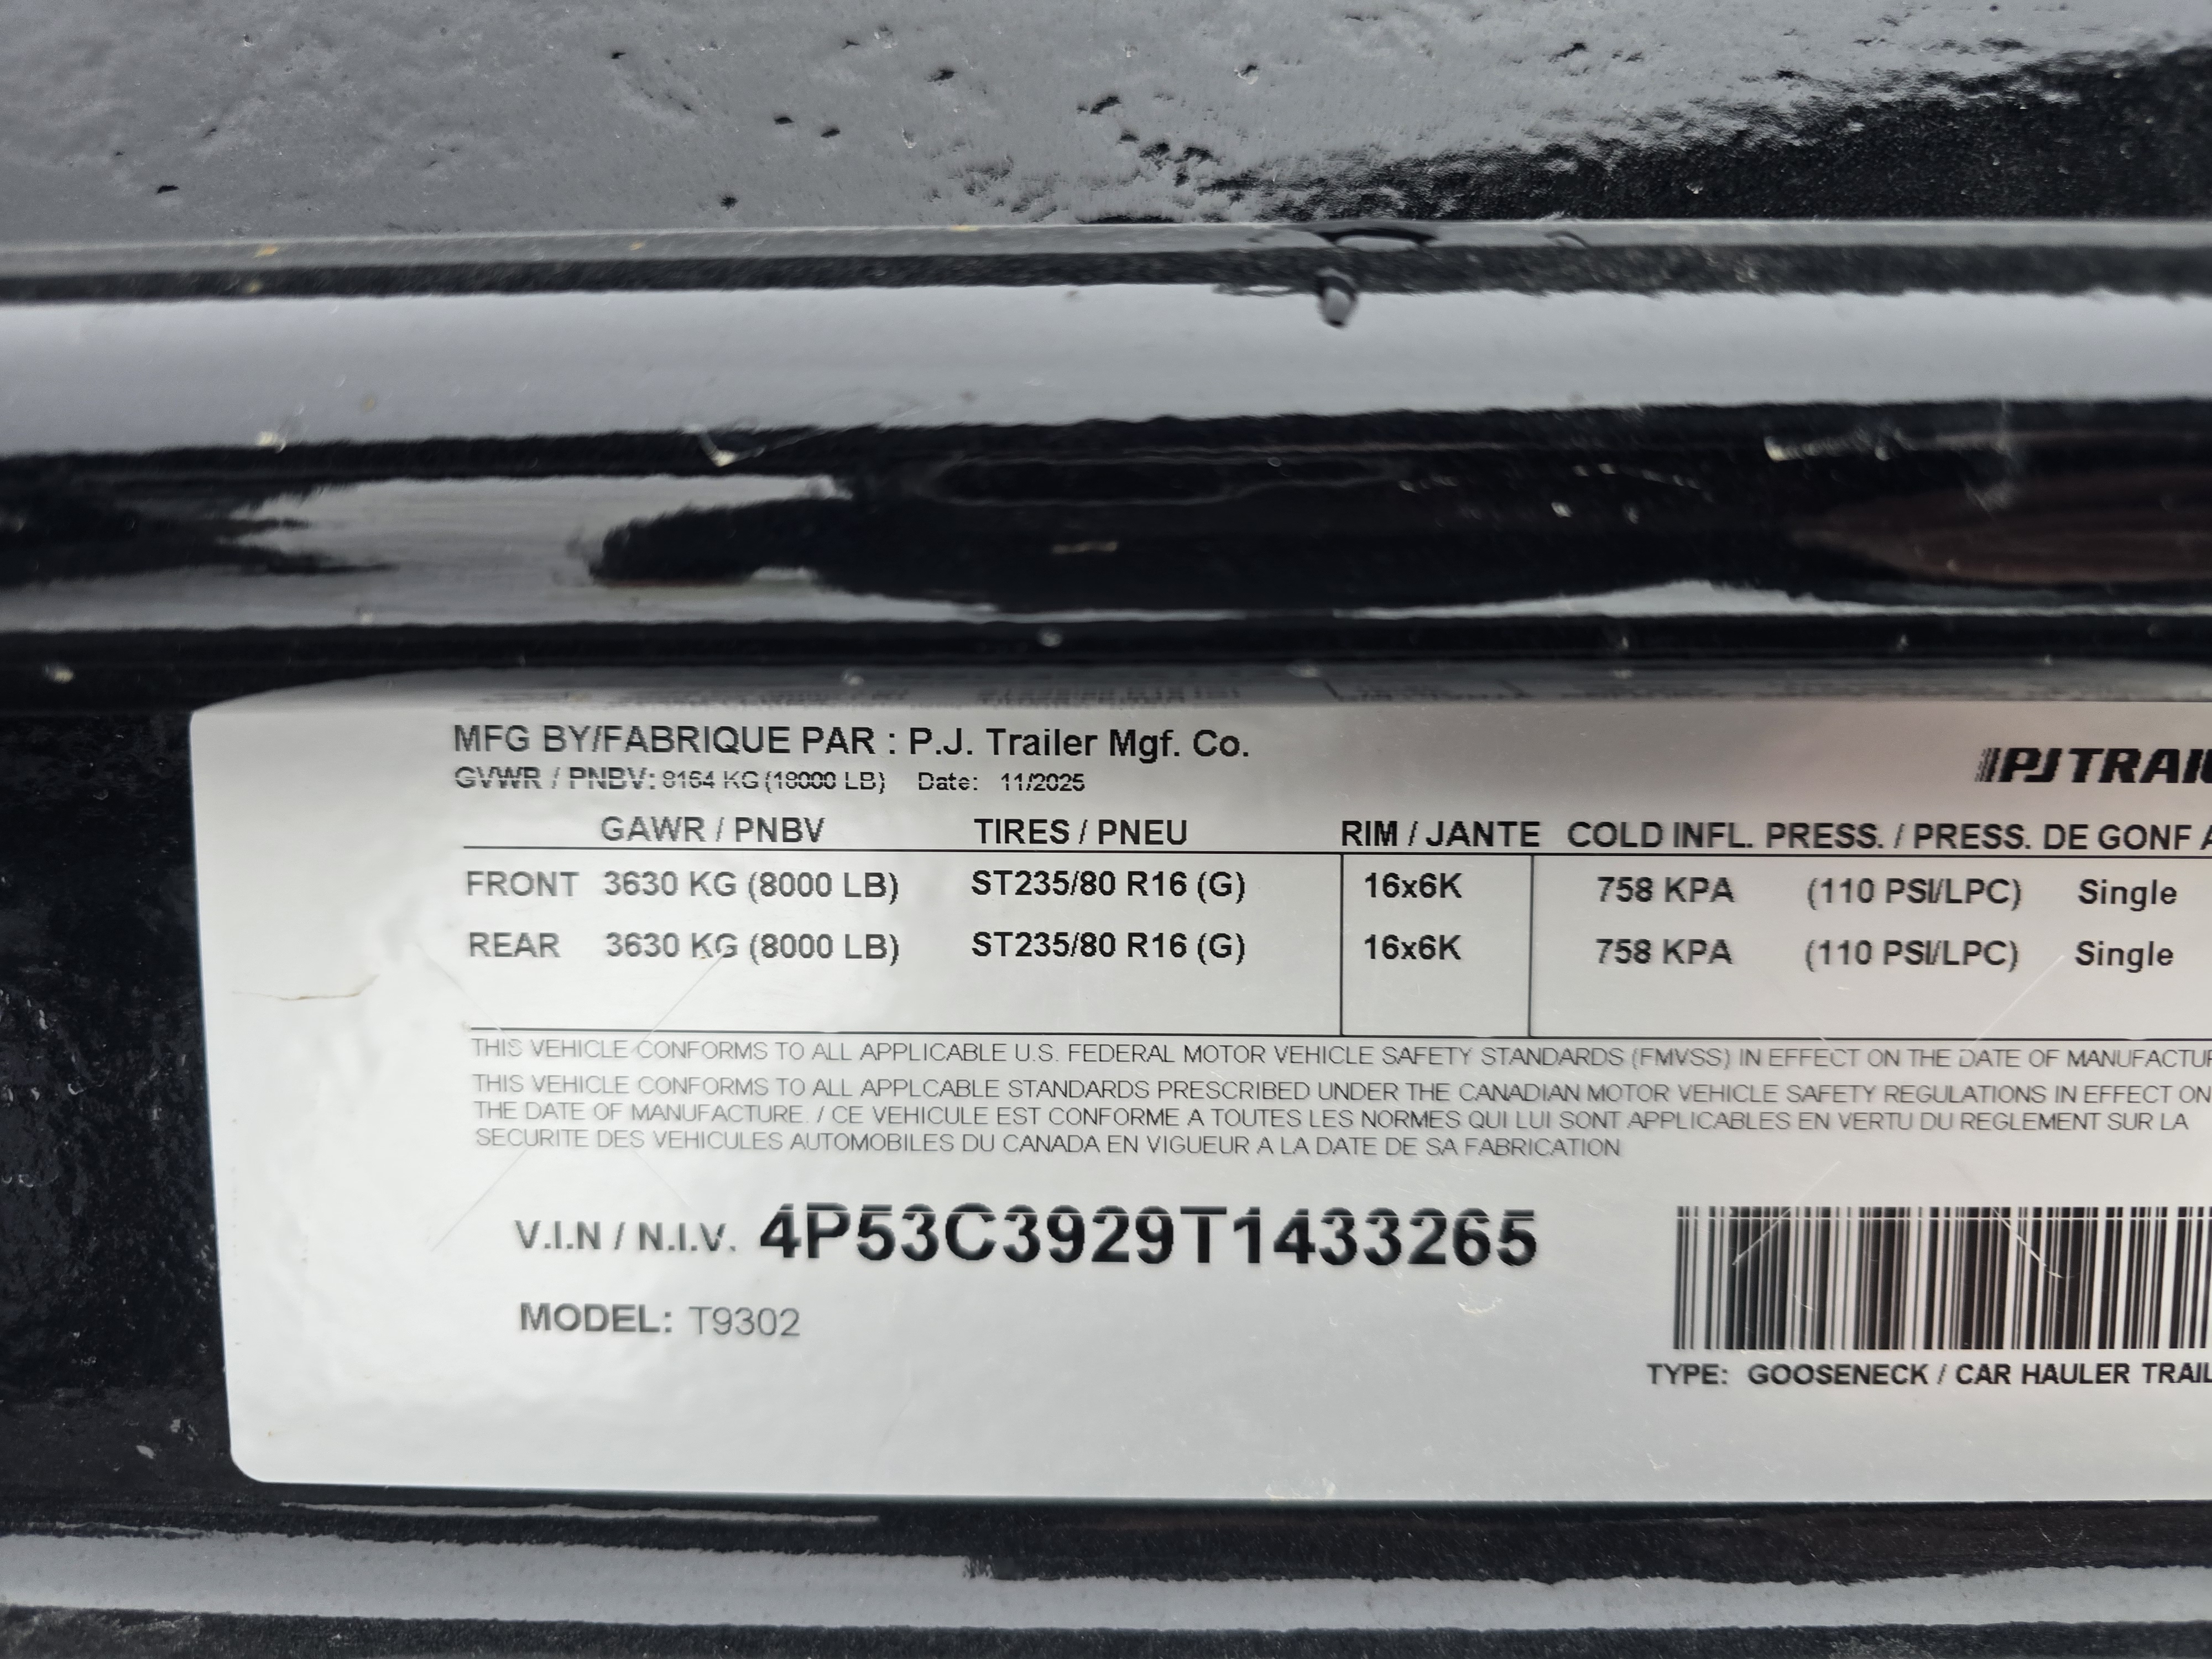 MFG BY/FABRIQUE PAR : P.J. Trailer Mgf. Co.
PJ TRAIL
GVWR / PNBV: 8164 KG (18000 LB) Date: 11/2025
GAWR / PNBV TIRES / PNEU RIM / JANTE COLD INFL. PRESS. / PRESS. DE GONF A
FRONT 3630 KG (8000 LB) ST235/80 R16 (G) 16x6K 758 KPA (110 PSI/LPC) Single
REAR 3630 KG (8000 LB) ST235/80 R16 (G) 16x6K 758 KPA (110 PSI/LPC) Single
THIS VEHICLE CONFORMS TO ALL APPLICABLE U.S. FEDERAL MOTOR VEHICLE SAFETY STANDARDS (FMVSS) IN EFFECT ON THE DATE OF MANUFACTUR
THIS VEHICLE CONFORMS TO ALL APPLCABLE STANDARDS PRESCRIBED UNDER THE CANADIAN MOTOR VEHICLE SAFETY REGULATIONS IN EFFECT ON
THE DATE OF MANUFACTURE. / CE VEHICULE EST CONFORME A TOUTES LES NORMES QUI LUI SONT APPLICABLES EN VERTU DU REGLEMENT SUR LA
SECURITE DES VEHICULES AUTOMOBILES DU CANADA EN VIGUEUR A LA DATE DE SA FABRICATION
V.I.N / N.I.V. 4P53C3929T1433265
MODEL: T9302
TYPE: GOOSENECK / CAR HAULER TRAIL